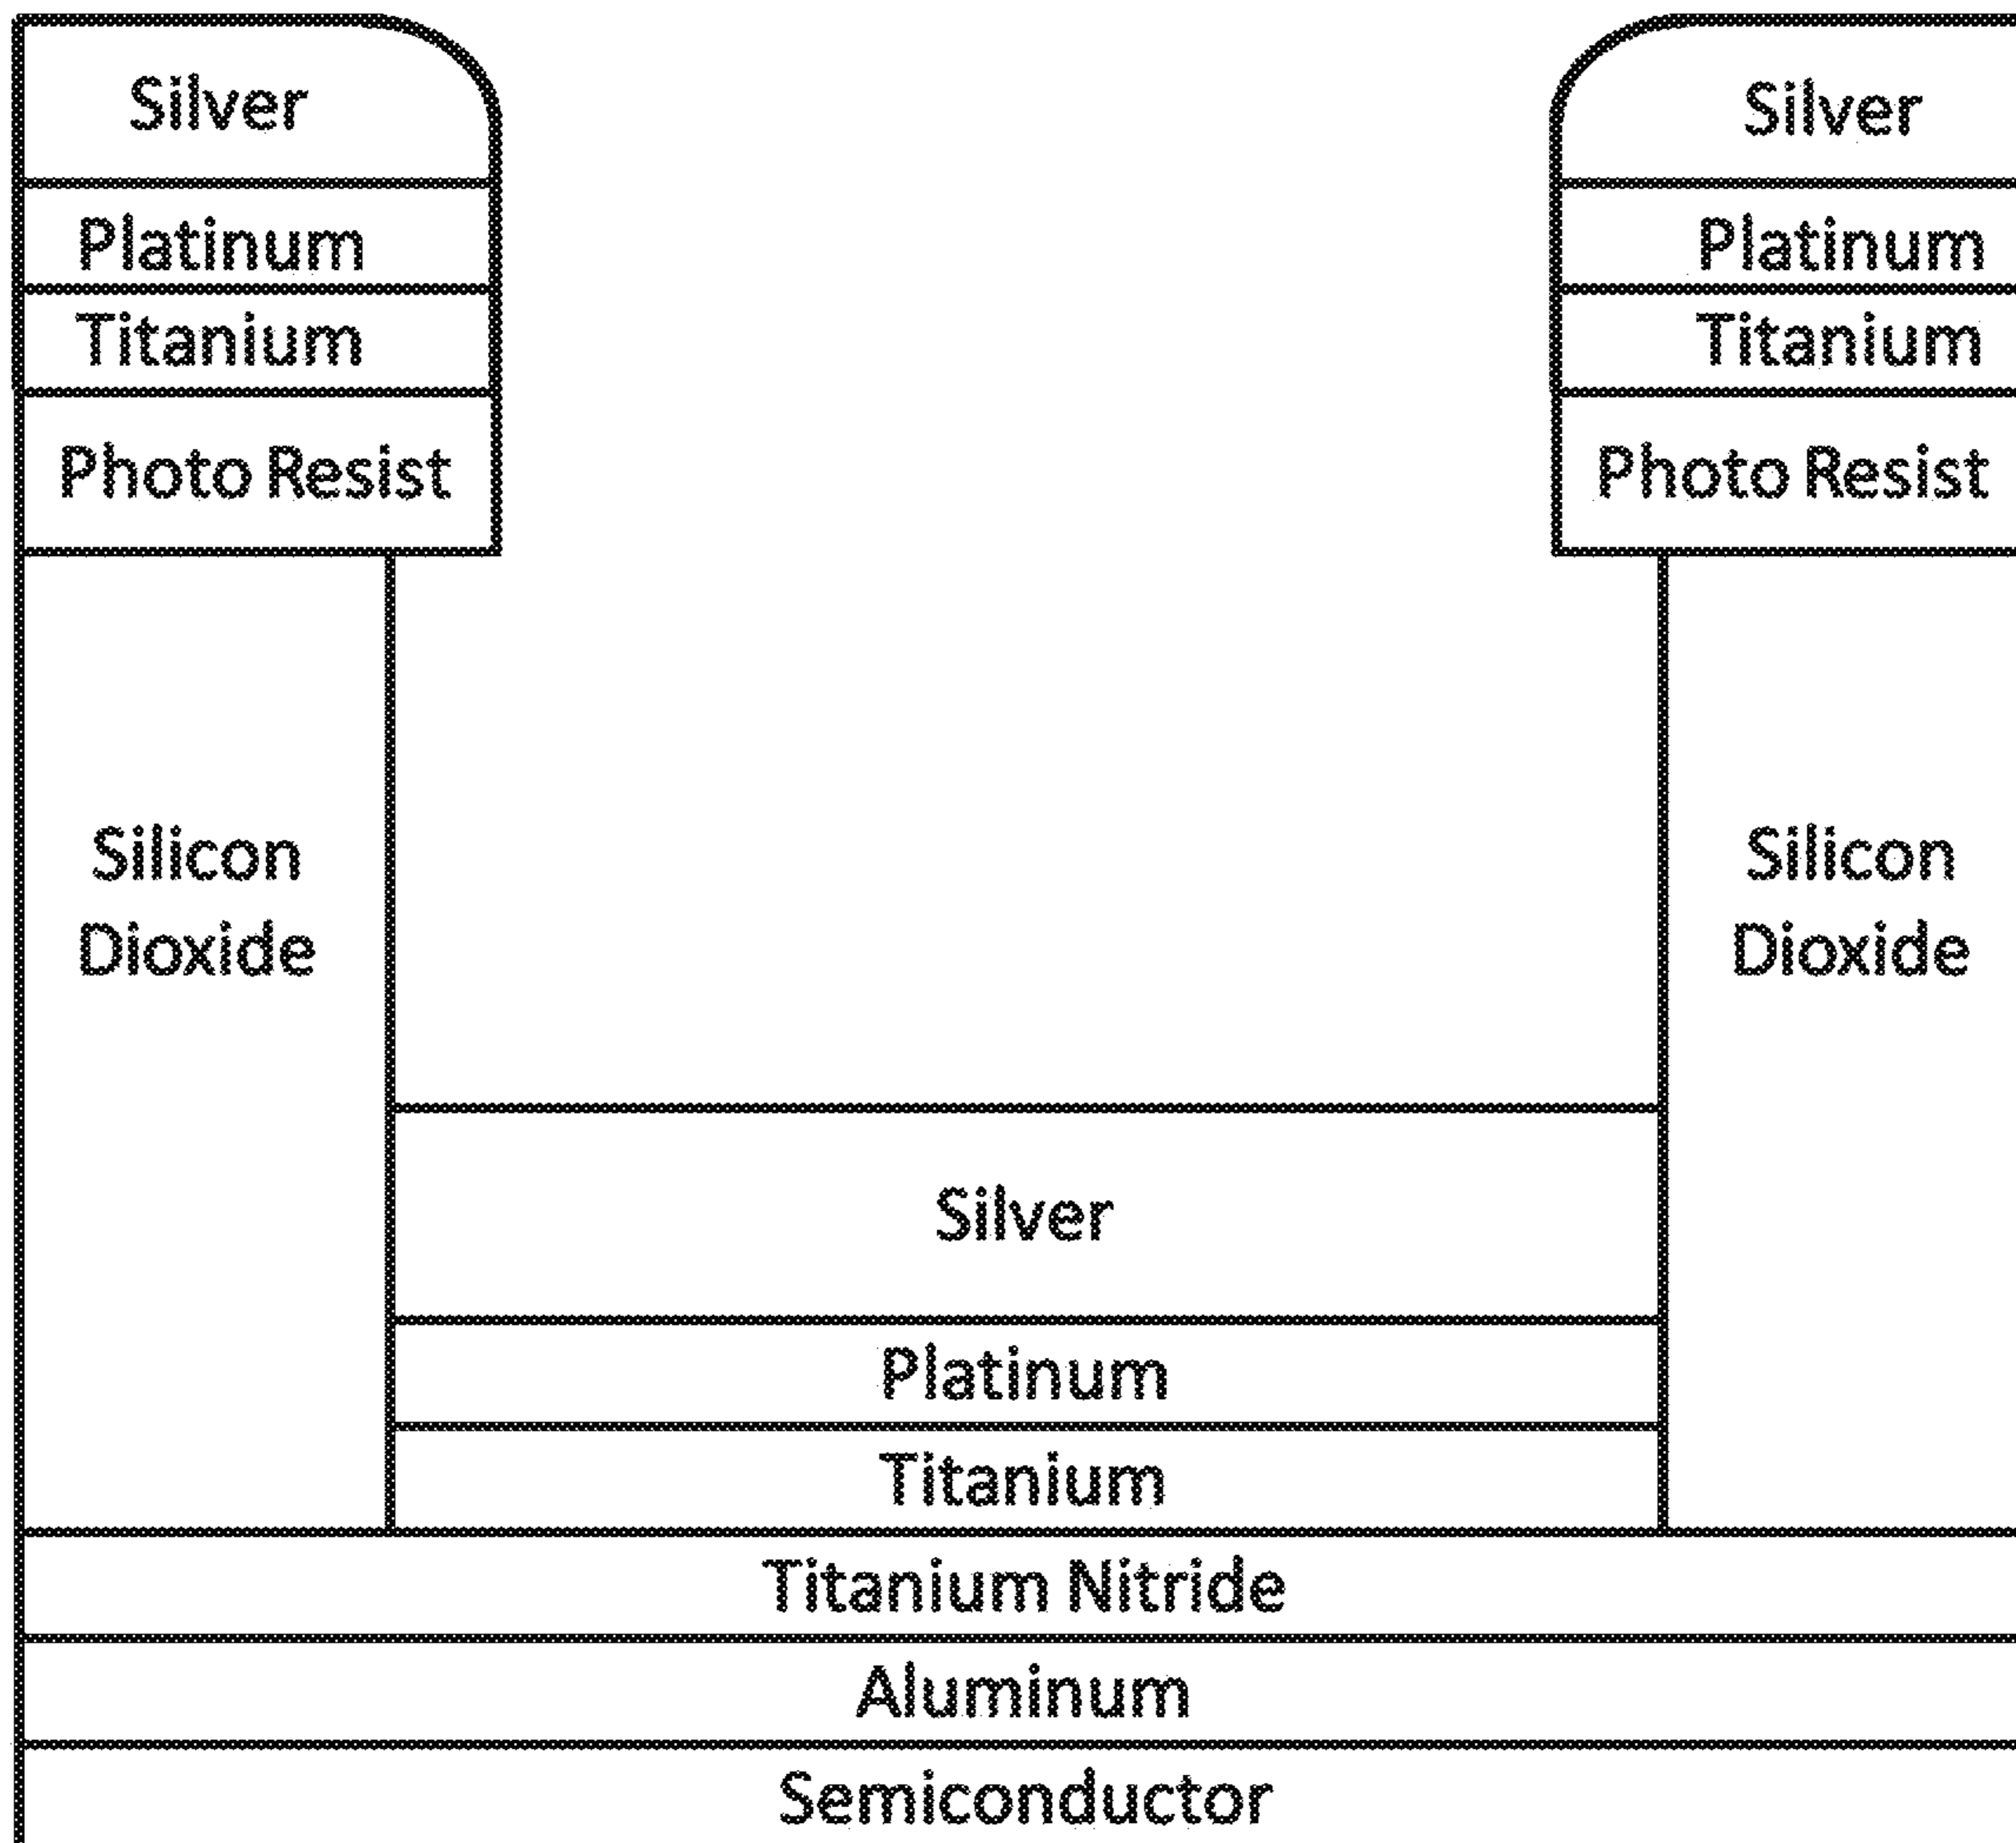 Silver
Silver
Platinum
Platinum
Titanium
Titanium
Photo Resist
Photo Resist
Silicon
Dioxide
Silicon
Dioxide
Silver
Platinum
Titanium
Titanium Nitride
Aluminum
Semiconductor